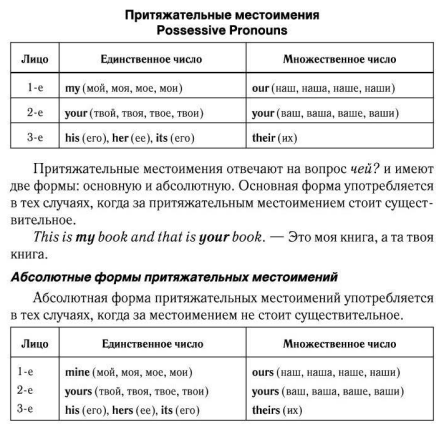 Притяжательные местоимения
Possessive Pronouns
Лицо Единственное число Множественное число
1-е my (мой, моя, мое, мои) our (наш, наша, наше, наши)
2-е your (твой, твоя, твое, твои) your (ваш, ваша, ваше, ваши)
3-е his (его), her (ее), its (его) their (их)
Притяжательные местоимения отвечают на вопрос чей? и имеют
две формы: основную и абсолютную. Основная форма употребляется
в тех случаях, когда за притяжательным местоимением стоит сущест-
вительное.
This is my book and that is your book. — Это моя книга, а та твоя
книга.
Абсолютные формы притяжательных местоимений
Абсолютная форма притяжательных местоимений употребляется
в тех случаях, когда за местоимением не стоит существительное.
Лицо Единственное число Множественное число
1-е mine (мой, моя, мое, мои) ours (наш, наша, наше, наши)
2-е yours (твой, твоя, твое, твои) yours (ваш, ваша, ваше, ваши)
3-е his (его), hers (ее), its (его) theirs (их)